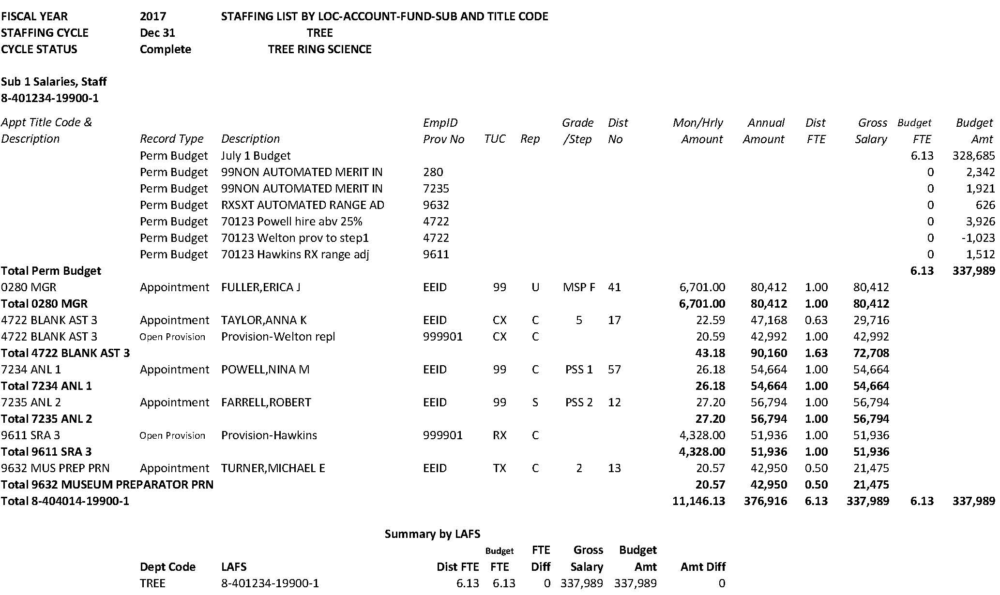 FISCAL YEAR 2017 STAFFING LIST BY LOC-ACCOUNT-FUND-SUB AND TITLE CODE
STAFFING CYCLE Dec 31 TREE
CYCLE STATUS Complete TREE RING SCIENCE
Sub 1 Salaries, Staff
8-401234-19900-1
Appt Title Code & EmpID Grade Dist Mon/Hrly Annual Dist Gross Budget Budget
Description Record Type Description Prov No TUC Rep /Step No Amount Amount FTE Salary FTE Amt
Perm Budget July 1 Budget 6.13 328,685
Perm Budget 99NON AUTOMATED MERIT IN 280 0 2,342
Perm Budget 99NON AUTOMATED MERIT IN 7235 0 1,921
Perm Budget RXSXT AUTOMATED RANGE AD 9632 0 626
Perm Budget 70123 Powell hire abv 25% 4722 0 3,926
Perm Budget 70123 Welton prov to step1 4722 0 -1,023
Perm Budget 70123 Hawkins RX range adj 9611 0 1,512
Total Perm Budget 6.13 337,989
0280 MGR Appointment FULLER,ERICA J EEID 99 U MSP F 41 6,701.00 80,412 1.00 80,412
Total 0280 MGR 6,701.00 80,412 1.00 80,412
4722 BLANK AST 3 Appointment TAYLOR,ANNA K EEID CX C 5 17 22.59 47,168 0.63 29,716
4722 BLANK AST 3 Open Provision Provision-Welton repl 999901 CX C 20.59 42,992 1.00 42,992
Total 4722 BLANK AST 3 43.18 90,160 1.63 72,708
7234 ANL 1 Appointment POWELL,NINA M EEID 99 C PSS 1 57 26.18 54,664 1.00 54,664
Total 7234 ANL 1 26.18 54,664 1.00 54,664
7235 ANL 2 Appointment FARRELL,ROBERT EEID 99 S PSS 2 12 27.20 56,794 1.00 56,794
Total 7235 ANL 2 27.20 56,794 1.00 56,794
9611 SRA 3 Open Provision Provision-Hawkins 999901 RX C 4,328.00 51,936 1.00 51,936
Total 9611 SRA 3 4,328.00 51,936 1.00 51,936
9632 MUS PREP PRN Appointment TURNER,MICHAEL E EEID TX C 2 13 20.57 42,950 0.50 21,475
Total 9632 MUSEUM PREPARATOR PRN 20.57 42,950 0.50 21,475
Total 8-404014-19900-1 11,146.13 376,916 6.13 337,989 6.13 337,989
Summary by LAFS
Budget FTE Gross Budget
Dept Code LAFS Dist FTE FTE Diff Salary Amt Amt Diff
TREE 8-401234-19900-1 6.13 6.13 0 337,989 337,989 0